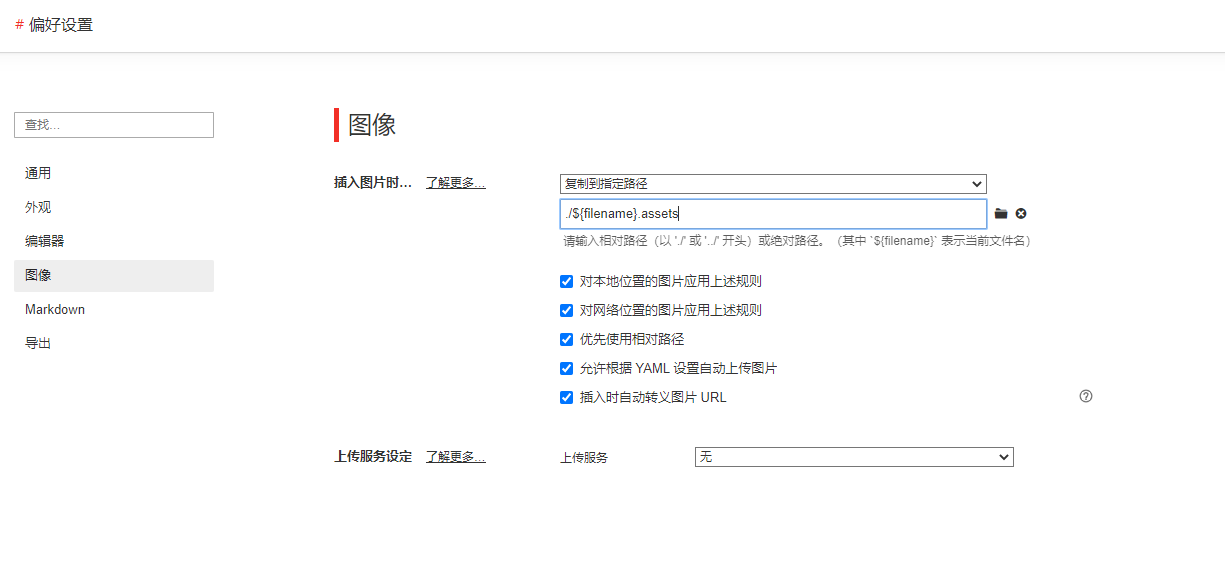 # 偏好设置
查找...
通用
外观
编辑器
图像
Markdown
导出
图像
插入图片时... 了解更多... 复制到指定路径
./${filename}.assets
请输入相对路径（以 './' 或 '../' 开头）或绝对路径。（其中 `${filename}` 表示当前文件名）
对本地位置的图片应用上述规则
对网络位置的图片应用上述规则
优先使用相对路径
允许根据 YAML 设置自动上传图片
插入时自动转义图片 URL
上传服务设定 了解更多... 上传服务 无